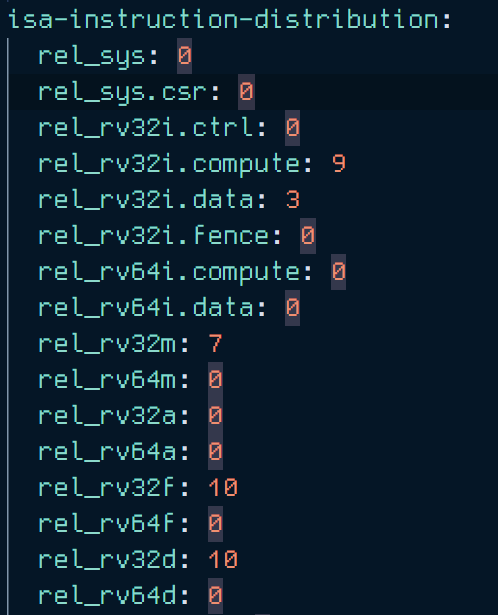 isa-instruction-distribution:
rel_sys: 0
rel_sys.csr: 0
rel_rv32i.ctrl: 0
rel_rv32i.compute: 9
rel_rv32i.data: 3
rel_rv32i.fence: 0
rel_rv64i.compute: 0
rel_rv64i.data: 0
rel_rv32m: 7
rel_rv64m: 0
rel_rv32a: 0
rel_rv64a: 0
rel_rv32f: 10
rel_rv64f: 0
rel_rv32d: 10
rel_rv64d: 0